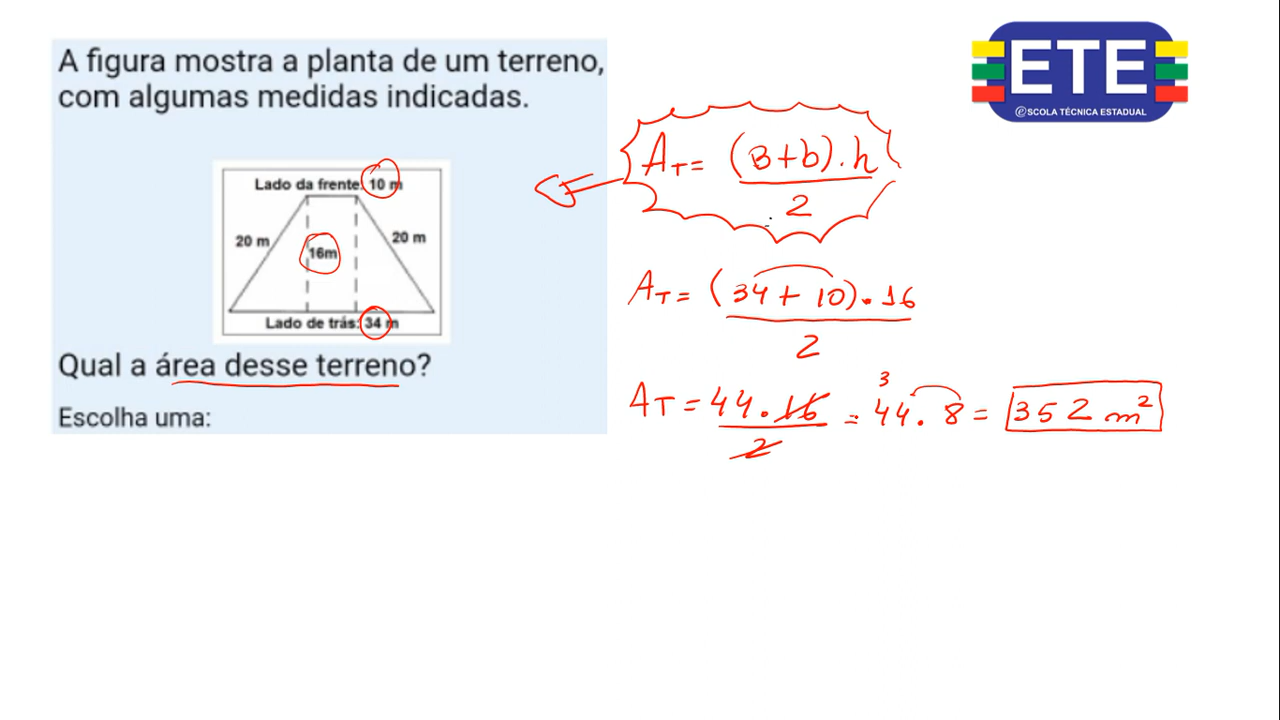 A figura mostra a planta de um terreno,
com algumas medidas indicadas.
Lado da frente: 10 m
20 m
16m
20 m
Lado de trás: 34 m
Qual a área desse terreno?
Escolha uma:
ETE
ESCOLA TÉCNICA ESTADUAL
AT = (B+b).h
2
AT = (34 + 10).16
2
AT = 44.16 = 44.8 = 352 m²
2
3